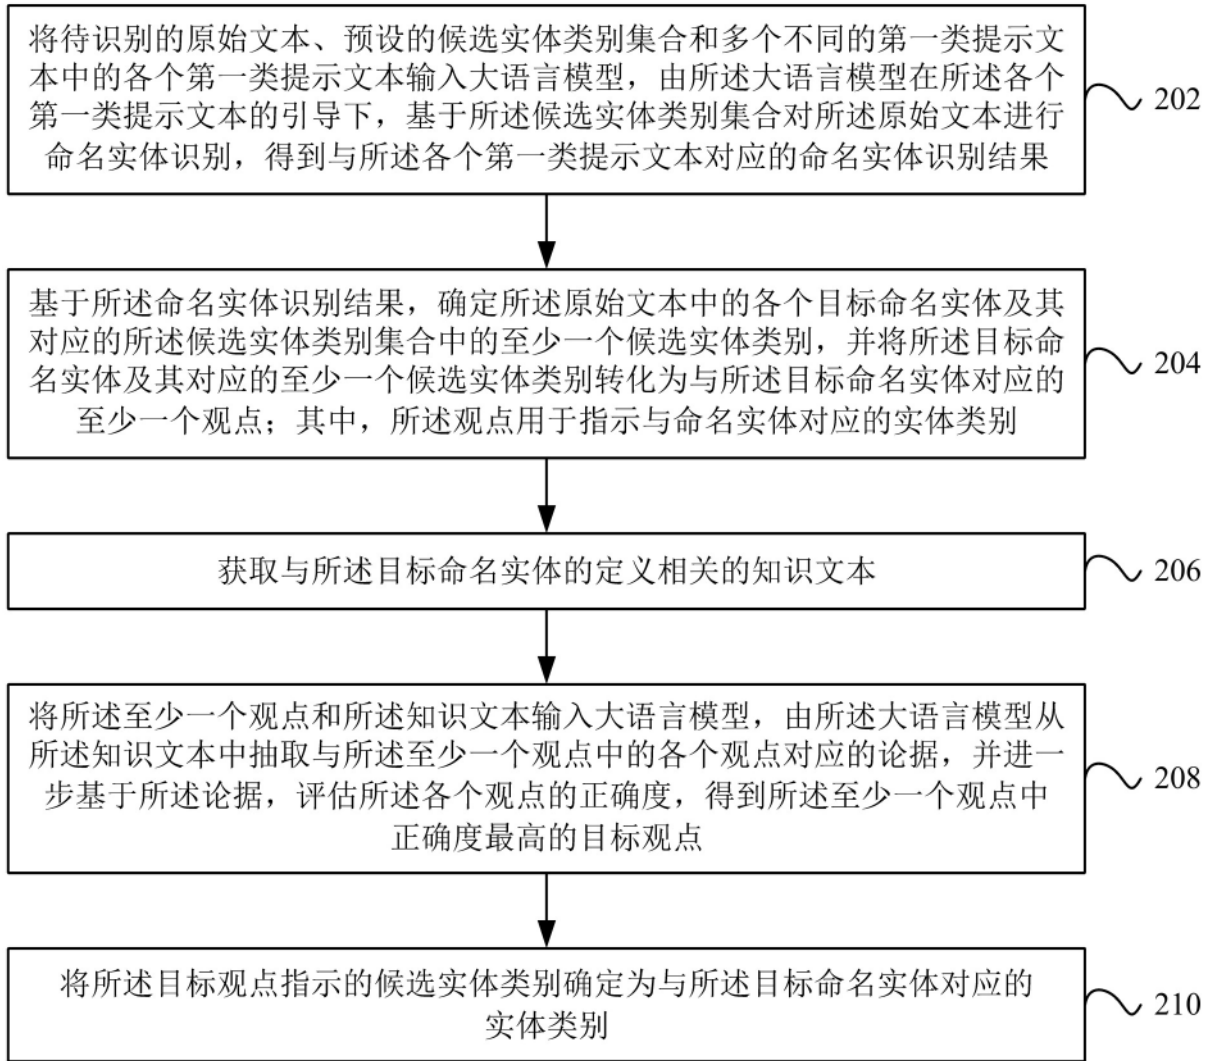 将待识别的原始文本、预设的候选实体类别集合和多个不同的第一类提示文
本中的各个第一类提示文本输入大语言模型，由所述大语言模型在所述各个
第一类提示文本的引导下，基于所述候选实体类别集合对所述原始文本进行
命名实体识别，得到与所述各个第一类提示文本对应的命名实体识别结果
202
基于所述命名实体识别结果，确定所述原始文本中的各个目标命名实体及其
对应的所述候选实体类别集合中的至少一个候选实体类别，并将所述目标命
名实体及其对应的至少一个候选实体类别转化为与所述目标命名实体对应的
至少一个观点；其中，所述观点用于指示与命名实体对应的实体类别
204
获取与所述目标命名实体的定义相关的知识文本
206
将所述至少一个观点和所述知识文本输入大语言模型，由所述大语言模型从
所述知识文本中抽取与所述至少一个观点中的各个观点对应的论据，并进一
步基于所述论据，评估所述各个观点的正确度，得到所述至少一个观点中
正确度最高的目标观点
208
将所述目标观点指示的候选实体类别确定为与所述目标命名实体对应的
实体类别
210